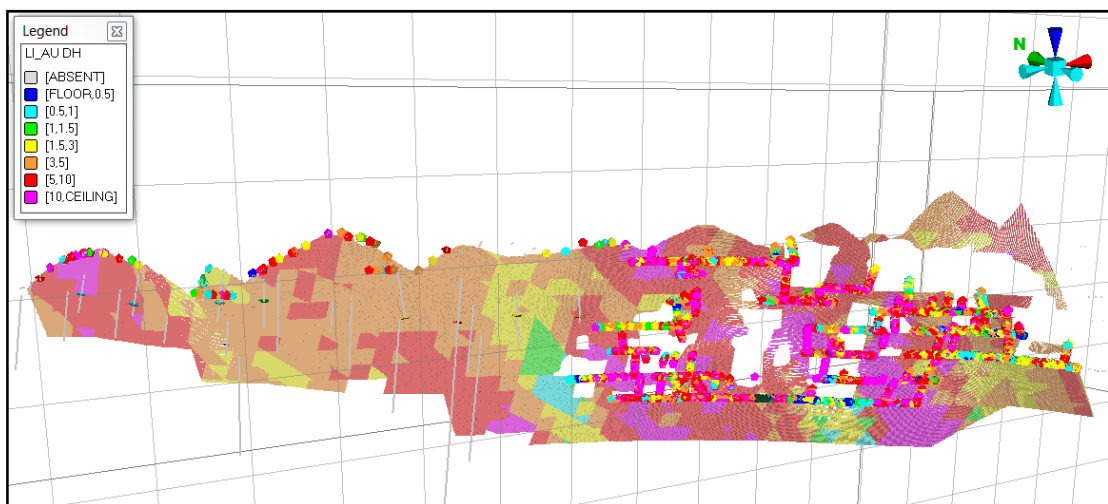 Legend
LI_AU DH
[ABSENT]
[FLOOR,0.5]
[0.5,1]
[1,1.5]
[1.5,3]
[3,5]
[5,10]
[10,CEILING]
N